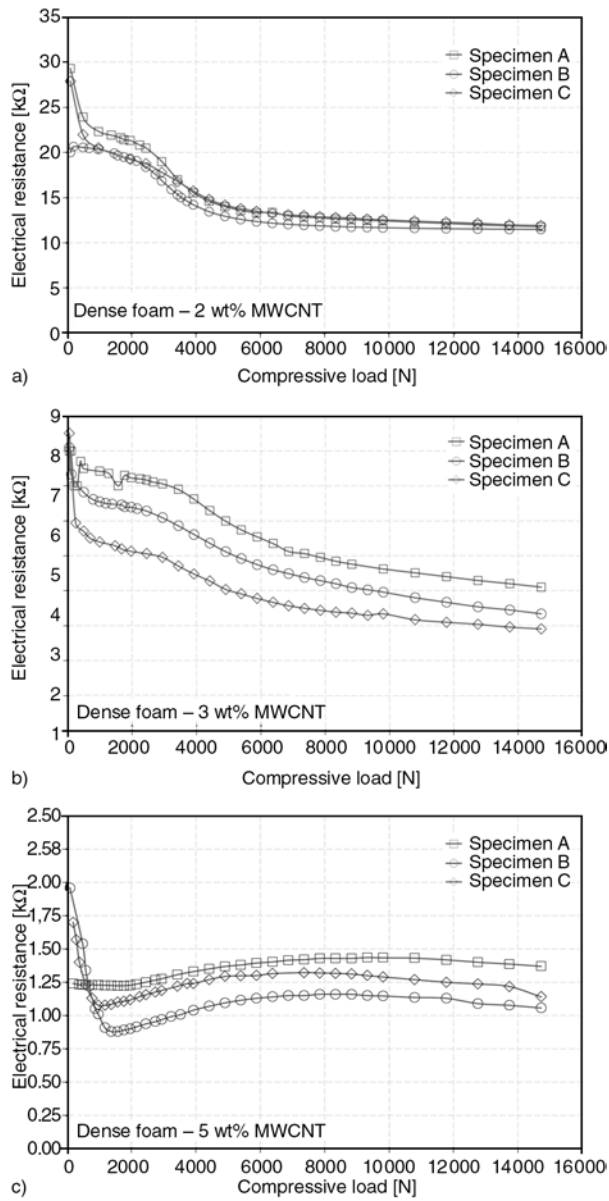 35
30
25
20
15
10
5
0
Electrical resistance [kΩ]
Specimen A
Specimen B
Specimen C
Dense foam – 2 wt% MWCNT
0 2000 4000 6000 8000 10000 12000 14000 16000
a)
Compressive load [N]
9
8
7
6
5
4
3
2
1
Electrical resistance [kΩ]
Specimen A
Specimen B
Specimen C
Dense foam – 3 wt% MWCNT
0 2000 4000 6000 8000 10000 12000 14000 16000
b)
Compressive load [N]
2.50
2.58
2.00
1.75
1.50
1.25
1.00
0.75
0.50
0.25
0.00
Electrical resistance [kΩ]
Specimen A
Specimen B
Specimen C
Dense foam – 5 wt% MWCNT
0 2000 4000 6000 8000 10000 12000 14000 16000
c)
Compressive load [N]